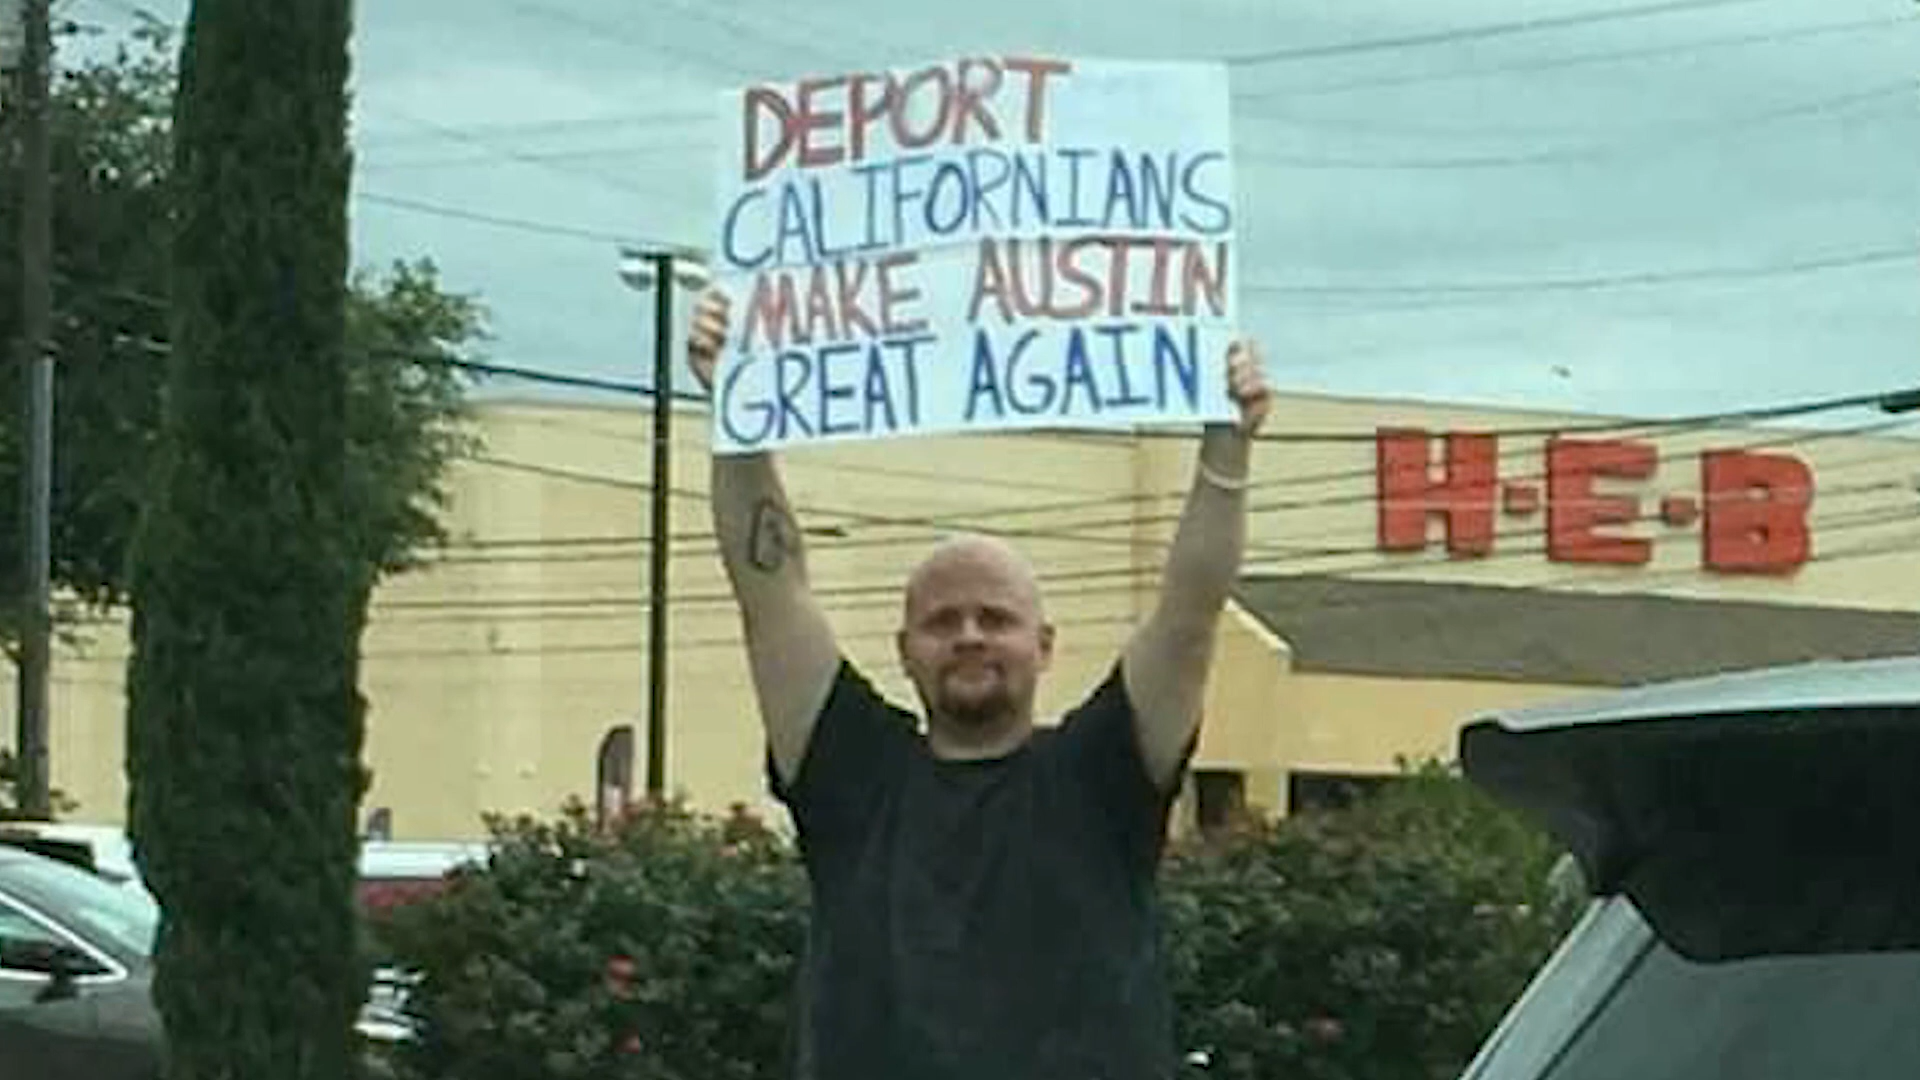 DEPORT
CALIFORNIANS
MAKE AUSTIN
GREAT AGAIN
H-E-B